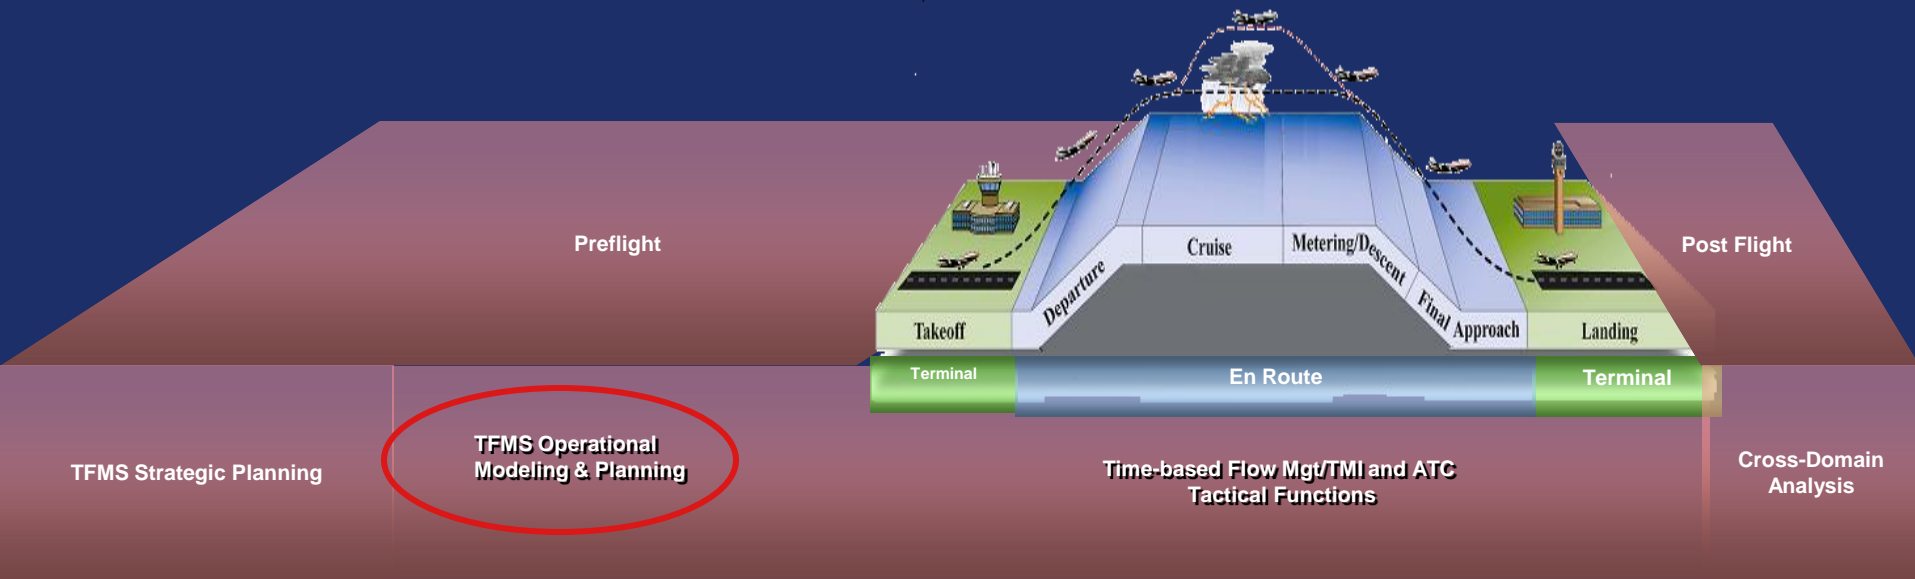 Preflight
Post Flight
Takeoff
Departure
Cruise
Metering/Descent
Final Approach
Landing
Terminal
En Route
Terminal
TFMS Strategic Planning
TFMS Operational
Modeling & Planning
Time-based Flow Mgt/TMI and ATC
Tactical Functions
Cross-Domain
Analysis